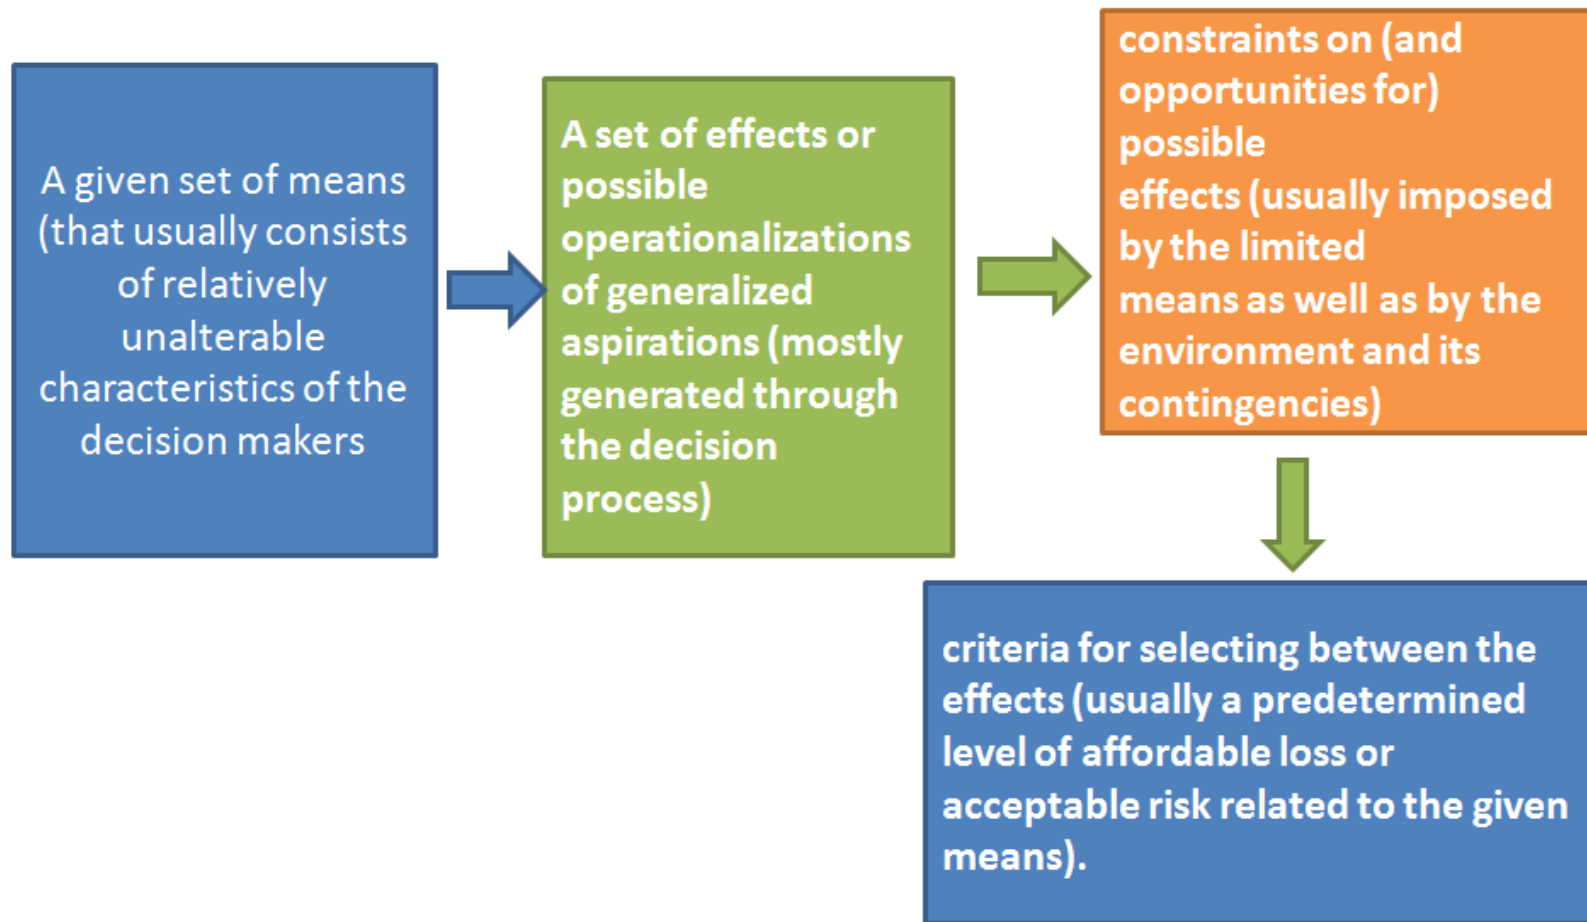 A given set of means
(that usually consists
of relatively
unalterable
characteristics of the
decision makers
A set of effects or
possible
operationalizations
of generalized
aspirations (mostly
generated through
the decision
process)
constraints on (and
opportunities for)
possible
effects (usually imposed
by the limited
means as well as by the
environment and its
contingencies)
criteria for selecting between the
effects (usually a predetermined
level of affordable loss or
acceptable risk related to the given
means).